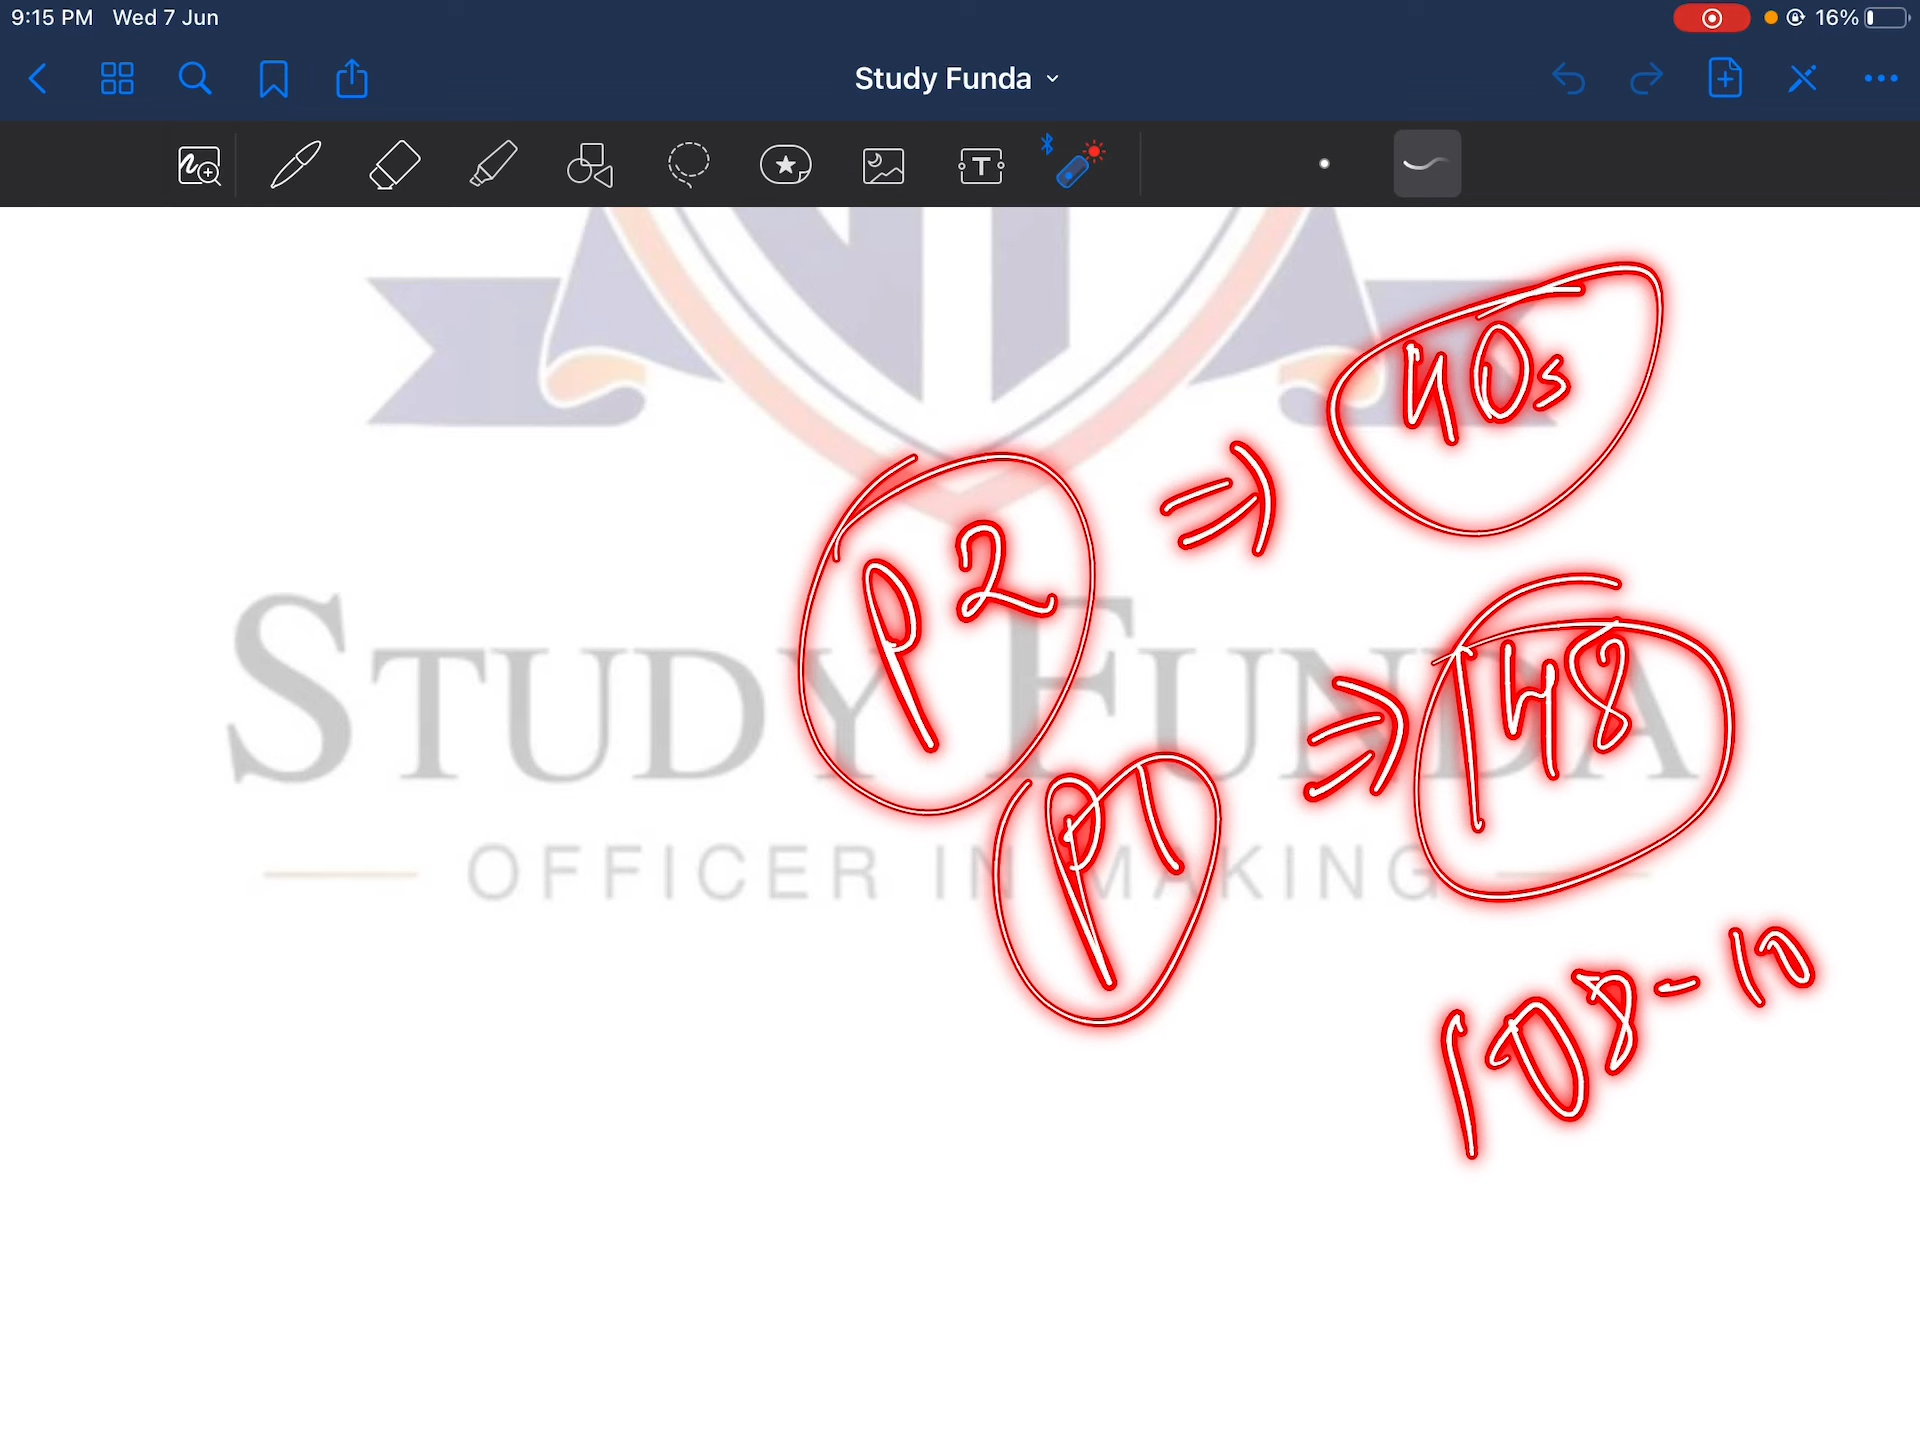 9:15 PM Wed 7 Jun
16%
Study Funda
T
40s
P2 ⇒
STUDY FUNDA
⇒ 148
P1
OFFICER IN MAKING
108-10